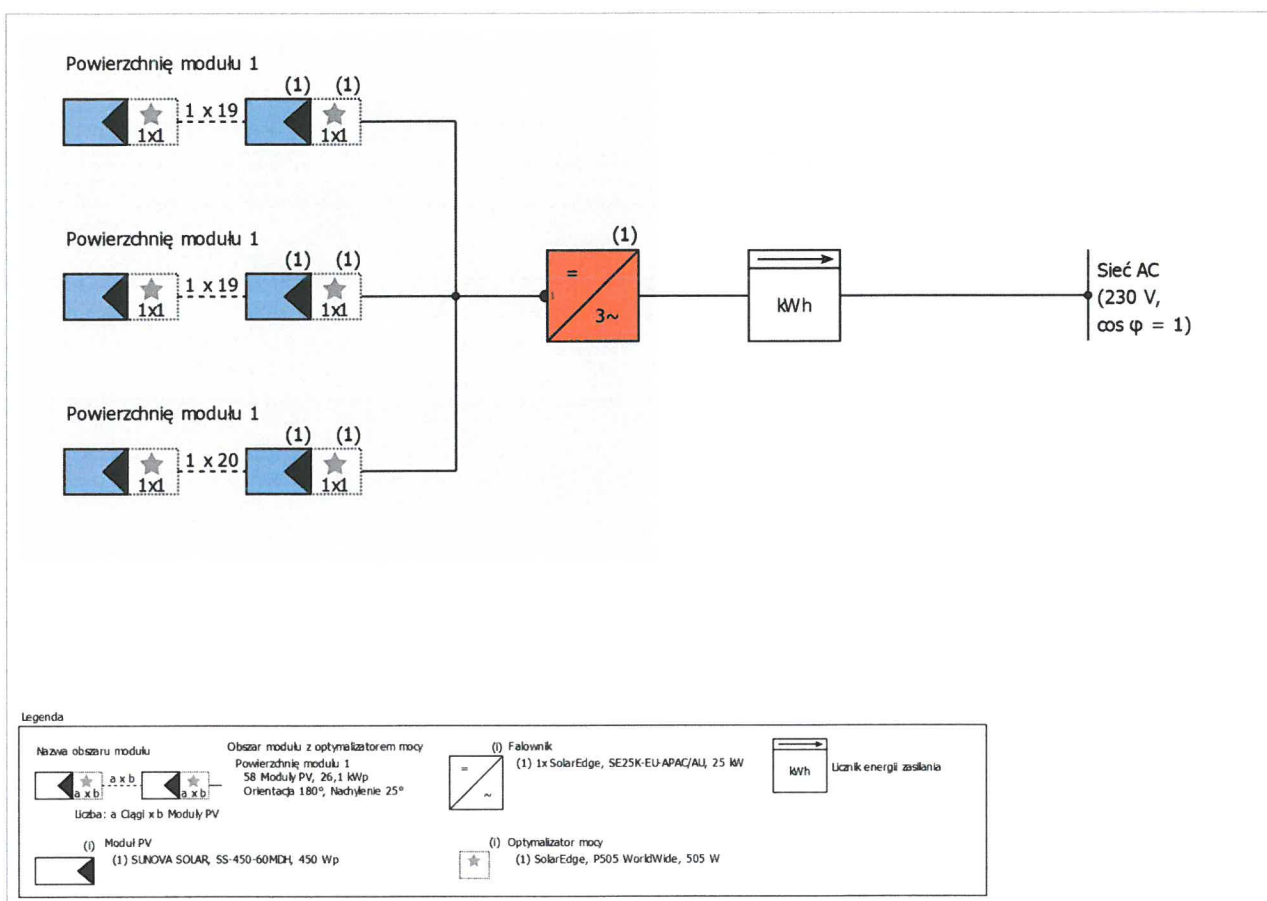 Powierzchnię modułu 1
(1) (1)
1 x 19
1x1 1x1
Powierzchnię modułu 1
(1) (1)
1 x 19
1x1 1x1
(1)
=
3~
kWh
Sieć AC
(230 V,
cos φ = 1)
Powierzchnię modułu 1
(1) (1)
1 x 20
1x1 1x1
Legenda
Nazwa obszaru modułu
a x b
a x b a x b
Liczba: a Ciągi x b Moduły PV
Obszar modułu z optymalizatorem mocy
Powierzchnię modułu 1
58 Moduły PV, 26,1 kWp
Orientacja 180°, Nachylenie 25°
(i) Falownik
(1) 1x SolarEdge, SE25K-EU-APAC/AU, 25 kW
=
~
kWh
Licznik energii zasilania
(i) Moduł PV
(1) SUNOVA SOLAR, SS-450-60MDH, 450 Wp
(i) Optymalizator mocy
(1) SolarEdge, P505 WorldWide, 505 W